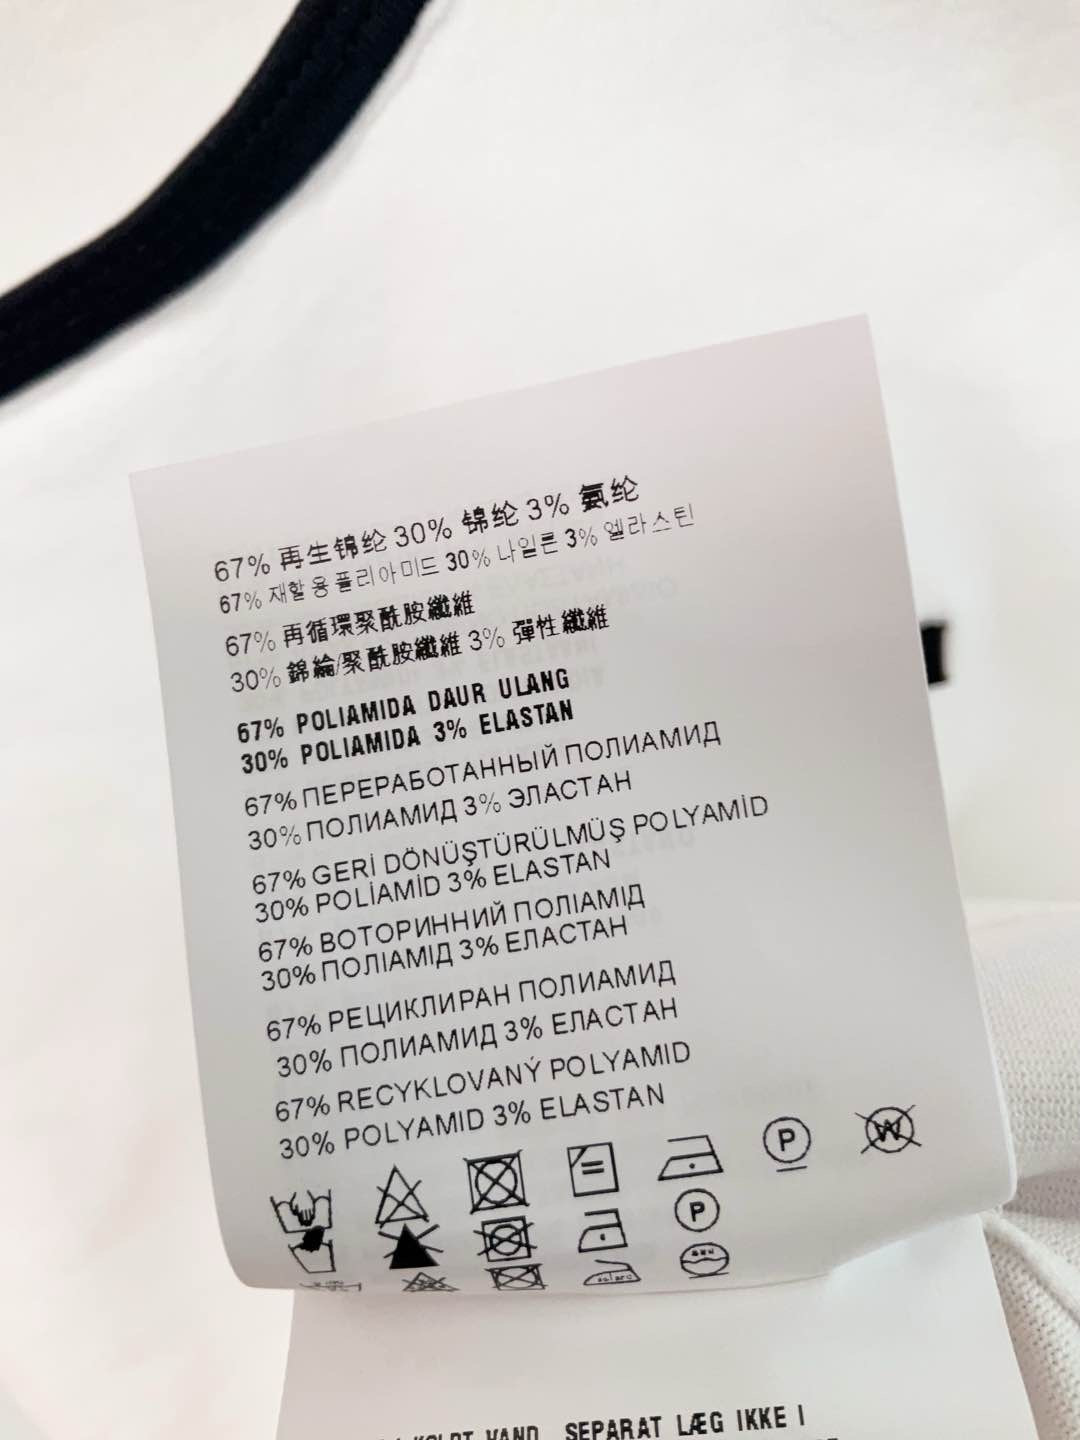 67% 再生锦纶 30% 锦纶 3% 氨纶
67% 재할용폴리아미드 30% 나일론 3% 엘라스틴
67% 再循環聚酰胺纖維
30% 錦綸/聚酰胺纖維 3% 彈性纖維
67% POLIAMIDA DAUR ULANG
30% POLIAMIDA 3% ELASTAN
67% ПЕРЕРАБОТАННЫЙ ПОЛИАМИД
30% ПОЛИАМИД 3% ЭЛАСТАН
67% GERİ DÖNÜŞTÜRÜLMÜŞ POLYAMİD
30% POLİAMİD 3% ELASTAN
67% ВОТОРИННИЙ ПОЛІАМІД
30% ПОЛІАМІД 3% ЕЛАСТАН
67% РЕЦИКЛИРАН ПОЛИАМИД
30% ПОЛИАМИД 3% ЕЛАСТАН
67% RECYKLOVANÝ POLYAMID
30% POLYAMID 3% ELASTAN
P W
P
KOLDT VAND SEPARAT LÆG IKKE I